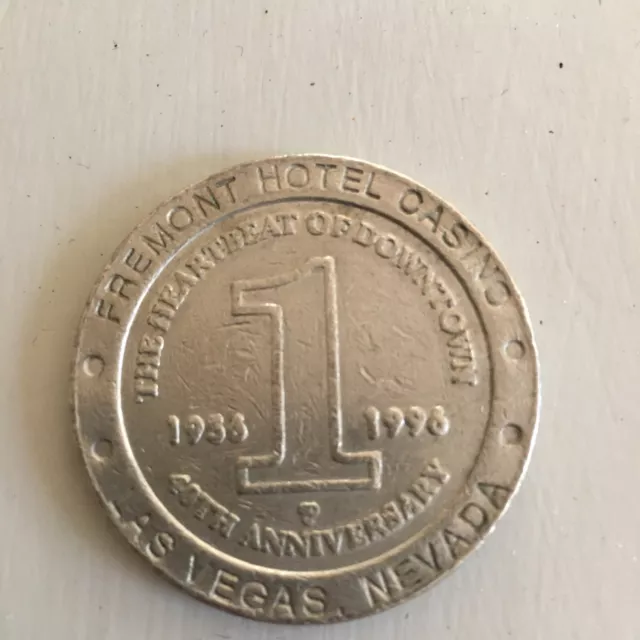 FREMONT HOTEL CASINO
THE HEARTBEAT OF DOWNTOWN
1
1956 1996
40TH ANNIVERSARY
LAS VEGAS, NEVADA